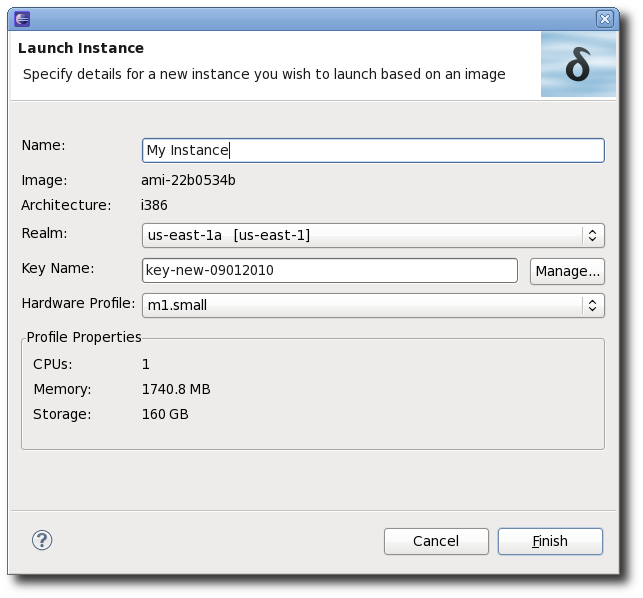 Launch Instance
Specify details for a new instance you wish to launch based on an image
δ
Name: My Instance
Image: ami-22b0534b
Architecture: i386
Realm: us-east-1a [us-east-1]
Key Name: key-new-09012010 Manage...
Hardware Profile: m1.small
Profile Properties
CPUs: 1
Memory: 1740.8 MB
Storage: 160 GB
? Cancel Finish